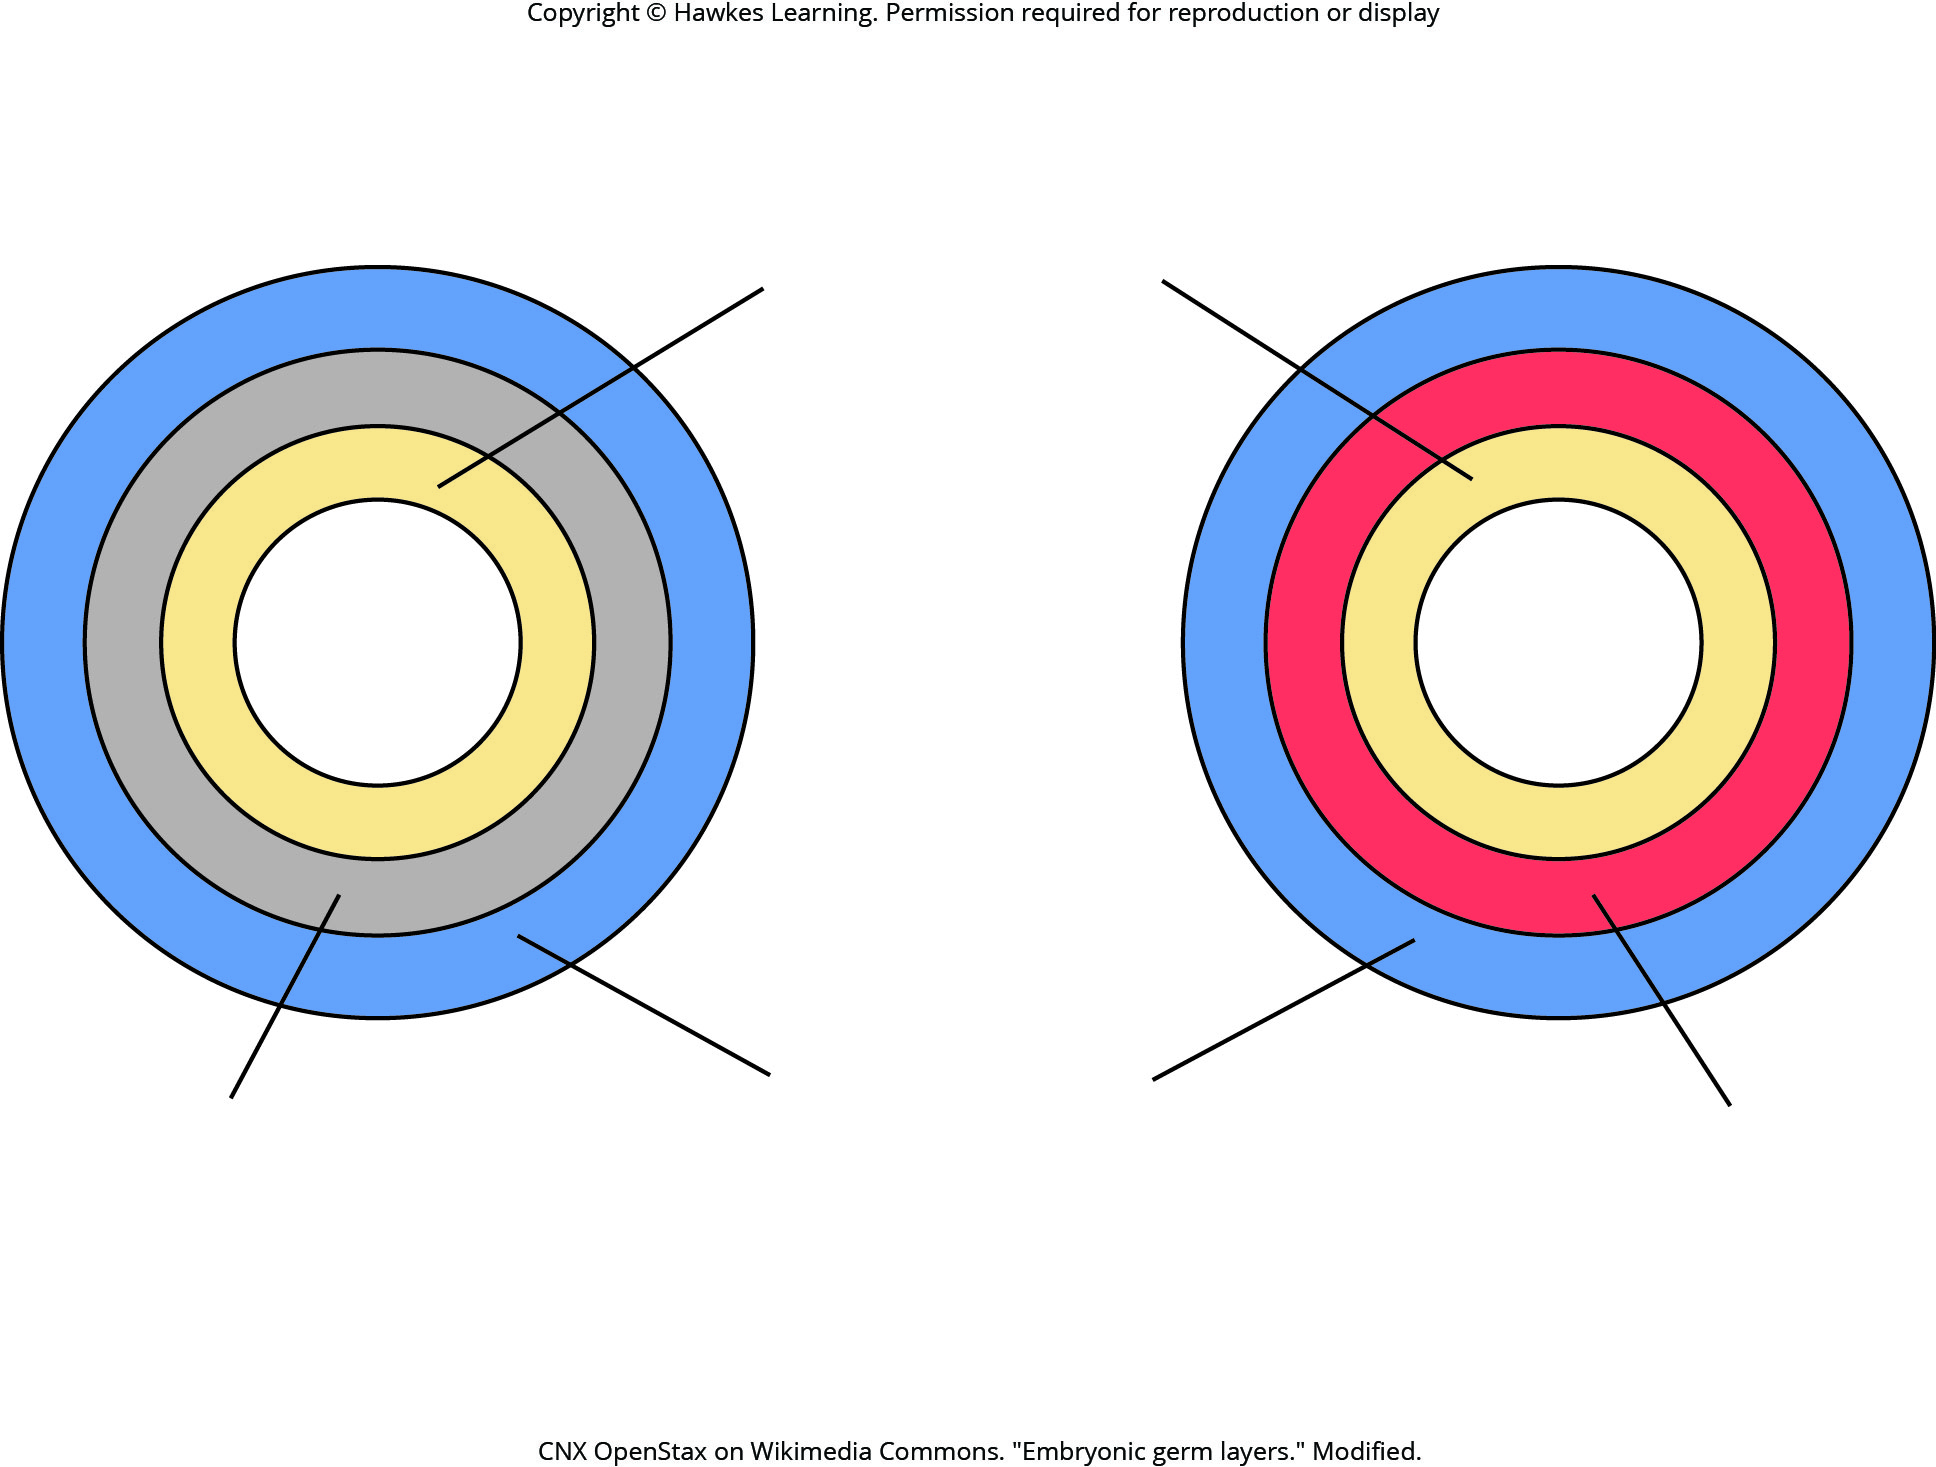 Copyright © Hawkes Learning. Permission required for reproduction or display
CNX OpenStax on Wikimedia Commons. "Embryonic germ layers." Modified.